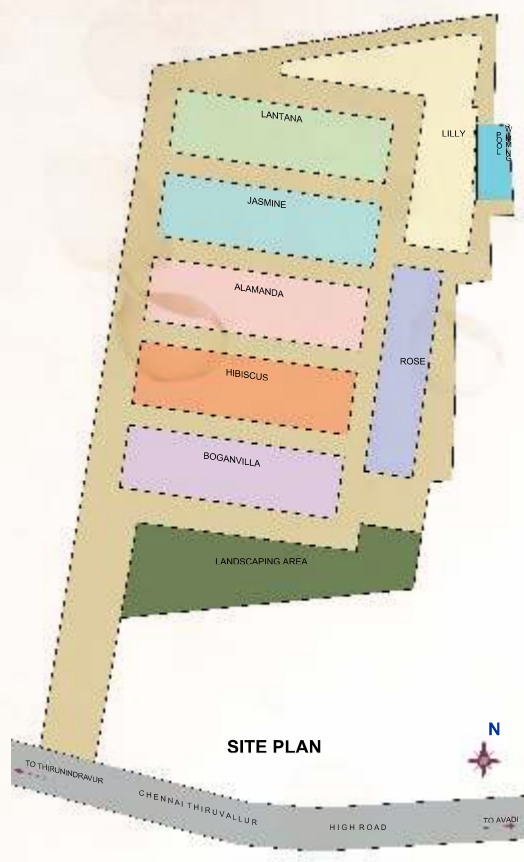 LANTANA
LILLY
SWIMMING
POOL
JASMINE
ALAMANDA
ROSE
HIBISCUS
BOGANVILLA
LANDSCAPING AREA
SITE PLAN
N
TO THIRUNINDRAVUR
CHENNAI THIRUVALLUR
HIGH ROAD
TO AVADI